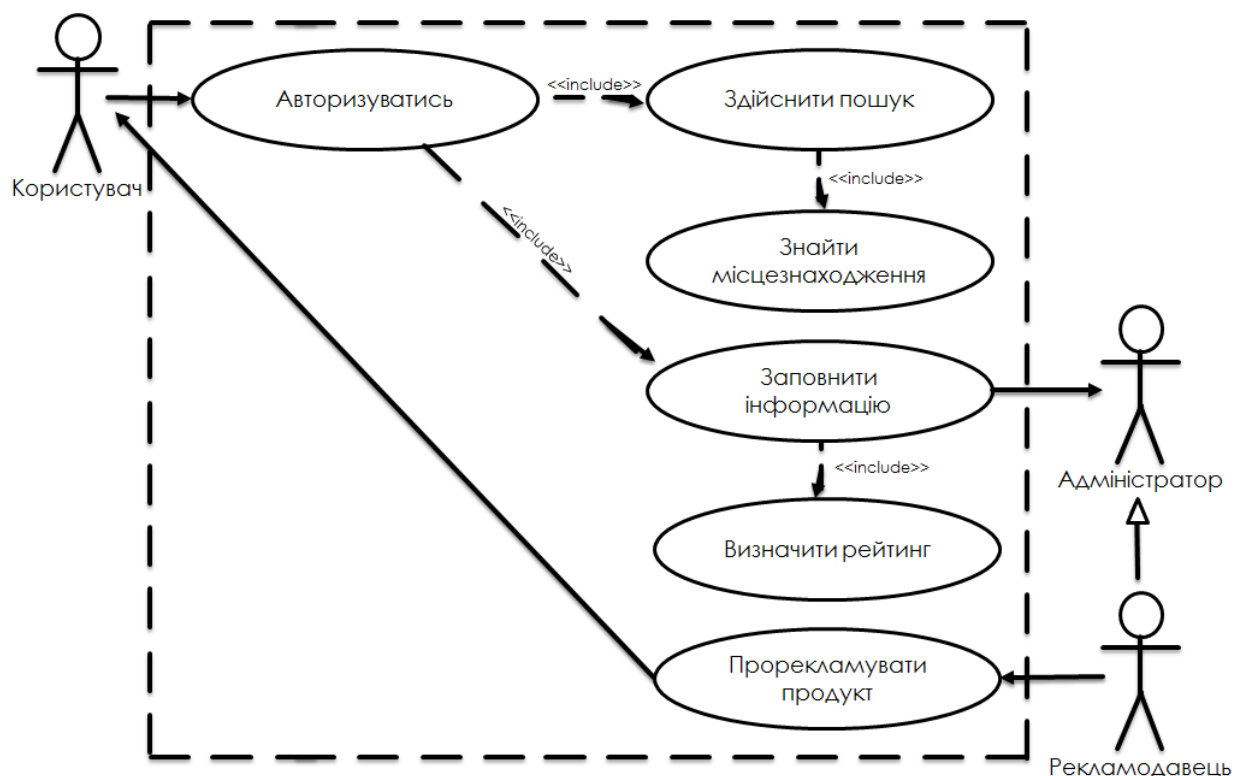 Авторизуватись
<<include>>
Здійснити пошук
Користувач
<<include>>
<<include>>
Знайти
місцезнаходження
Заповнити
інформацію
<<include>>
Адміністратор
Визначити рейтинг
Прорекламувати
продукт
Рекламодавець